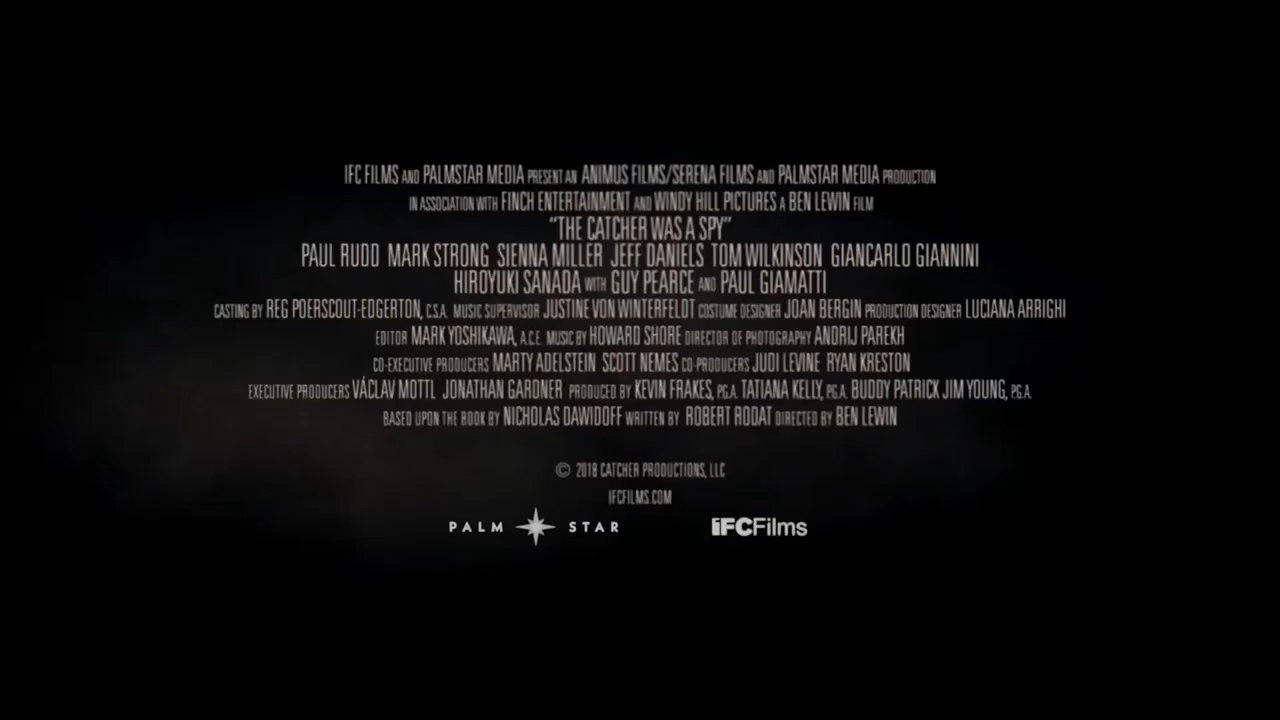 IFC FILMS AND PALMSTAR MEDIA PRESENT AN ANIMUS FILMS/SERENA FILMS AND PALMSTAR MEDIA PRODUCTION
IN ASSOCIATION WITH FINCH ENTERTAINMENT AND WINDY HILL PICTURES A BEN LEWIN FILM
"THE CATCHER WAS A SPY"
PAUL RUDD MARK STRONG SIENNA MILLER JEFF DANIELS TOM WILKINSON GIANCARLO GIANNINI
HIROYUKI SANADA WITH GUY PEARCE AND PAUL GIAMATTI
CASTING BY REG POERSCOUT-EDGERTON, C.S.A. MUSIC SUPERVISOR JUSTINE VON WINTERFELDT COSTUME DESIGNER JOAN BERGIN PRODUCTION DESIGNER LUCIANA ARRIGHI
EDITOR MARK YOSHIKAWA, A.C.E. MUSIC BY HOWARD SHORE DIRECTOR OF PHOTOGRAPHY ANDRIJ PAREKH
CO-EXECUTIVE PRODUCERS MARTY ADELSTEIN SCOTT NEMES CO-PRODUCERS JUDI LEVINE RYAN KRESTON
EXECUTIVE PRODUCERS VÁCLAV MOTTL JONATHAN GARDNER PRODUCED BY KEVIN FRAKES, P.G.A. TATIANA KELLY, P.G.A. BUDDY PATRICK JIM YOUNG, P.G.A.
BASED UPON THE BOOK BY NICHOLAS DAWIDOFF WRITTEN BY ROBERT RODAT DIRECTED BY BEN LEWIN
© 2018 CATCHER PRODUCTIONS, LLC
IFCFILMS.COM
PALM STAR IFCFilms